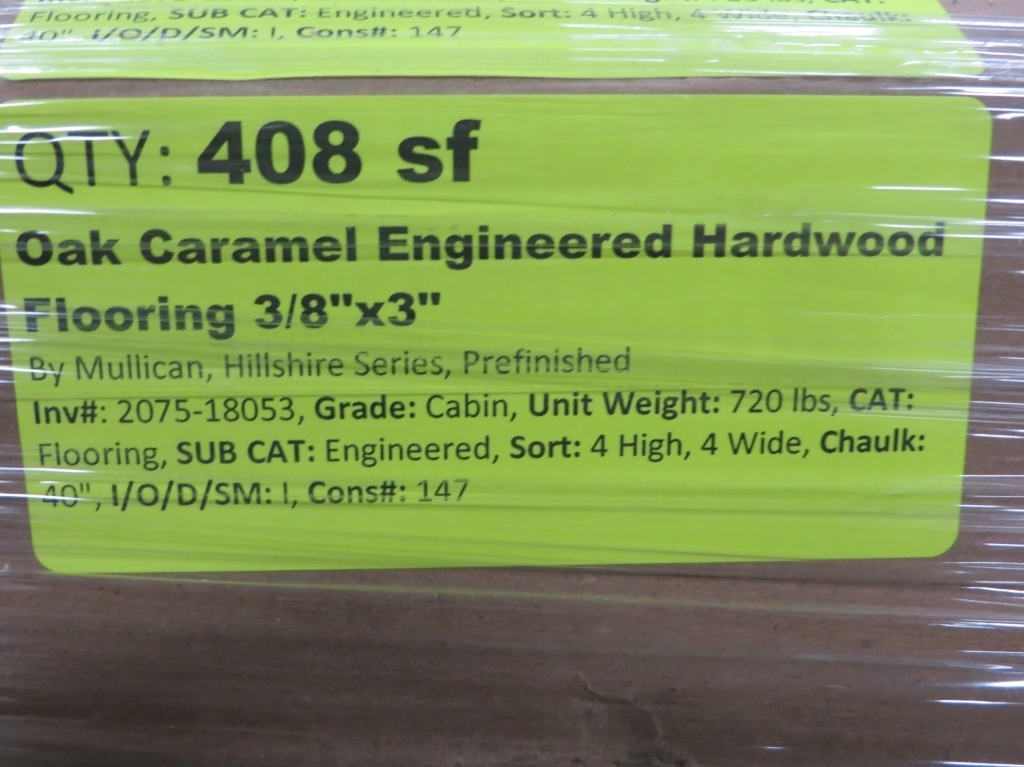 Flooring, SUB CAT: Engineered, Sort: 4 High, 4 Wide, Chaulk:
40", I/O/D/SM: I, Cons#: 147
QTY: 408 sf
Oak Caramel Engineered Hardwood
Flooring 3/8"x3"
By Mullican, Hillshire Series, Prefinished
Inv#: 2075-18053, Grade: Cabin, Unit Weight: 720 lbs, CAT:
Flooring, SUB CAT: Engineered, Sort: 4 High, 4 Wide, Chaulk:
40", I/O/D/SM: I, Cons#: 147